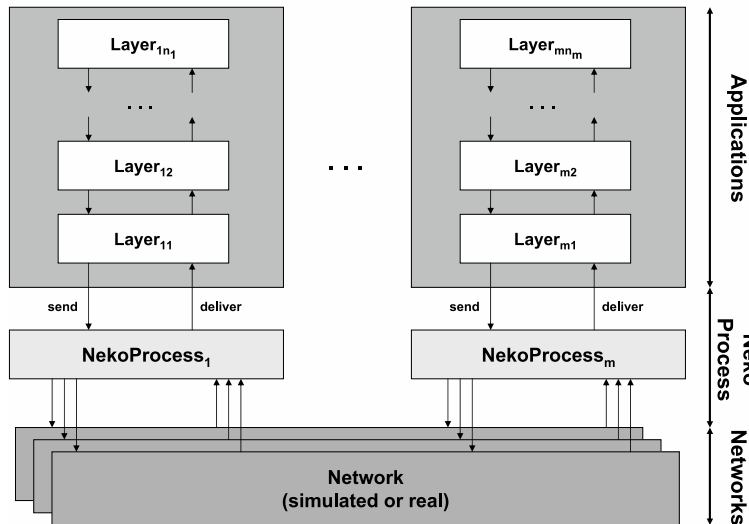 Layer1n1
Layermnm
. . .
. . .
Layer12
. . .
Layerm2
Layer11
Layerm1
send
deliver
send
deliver
NekoProcess1
NekoProcessm
Network
(simulated or real)
Applications
Neko
Process
Networks